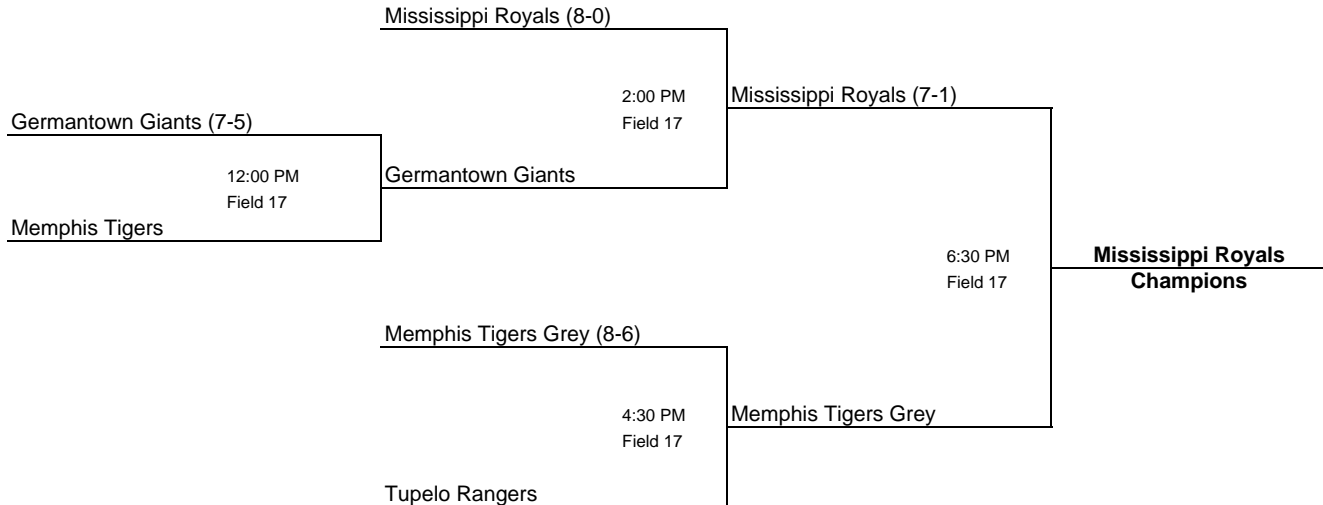 Mississippi Royals (8-0)
2:00 PM
Mississippi Royals (7-1)
Germantown Giants (7-5)
Field 17
12:00 PM
Germantown Giants
Field 17
Memphis Tigers
6:30 PM
Mississippi Royals
Field 17
Champions
Memphis Tigers Grey (8-6)
4:30 PM
Memphis Tigers Grey
Field 17
Tupelo Rangers